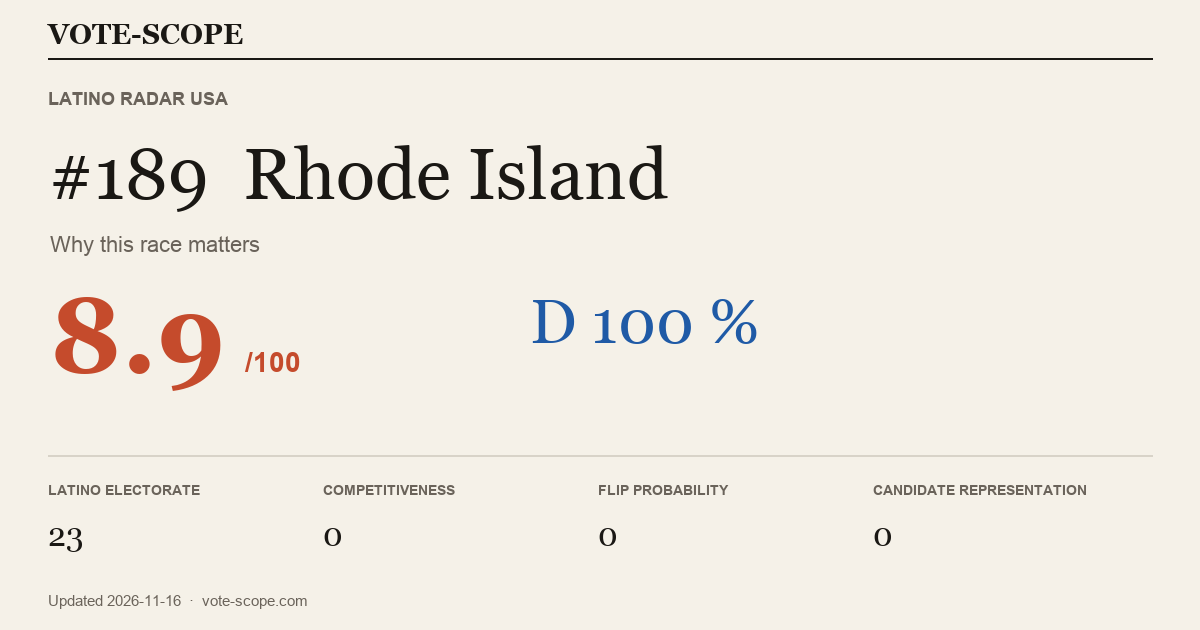 VOTE-SCOPE
LATINO RADAR USA
#189 Rhode Island
Why this race matters
8.9 /100
D 100 %
LATINO ELECTORATE
23
COMPETITIVENESS
0
FLIP PROBABILITY
0
CANDIDATE REPRESENTATION
0
Updated 2026-11-16 · vote-scope.com